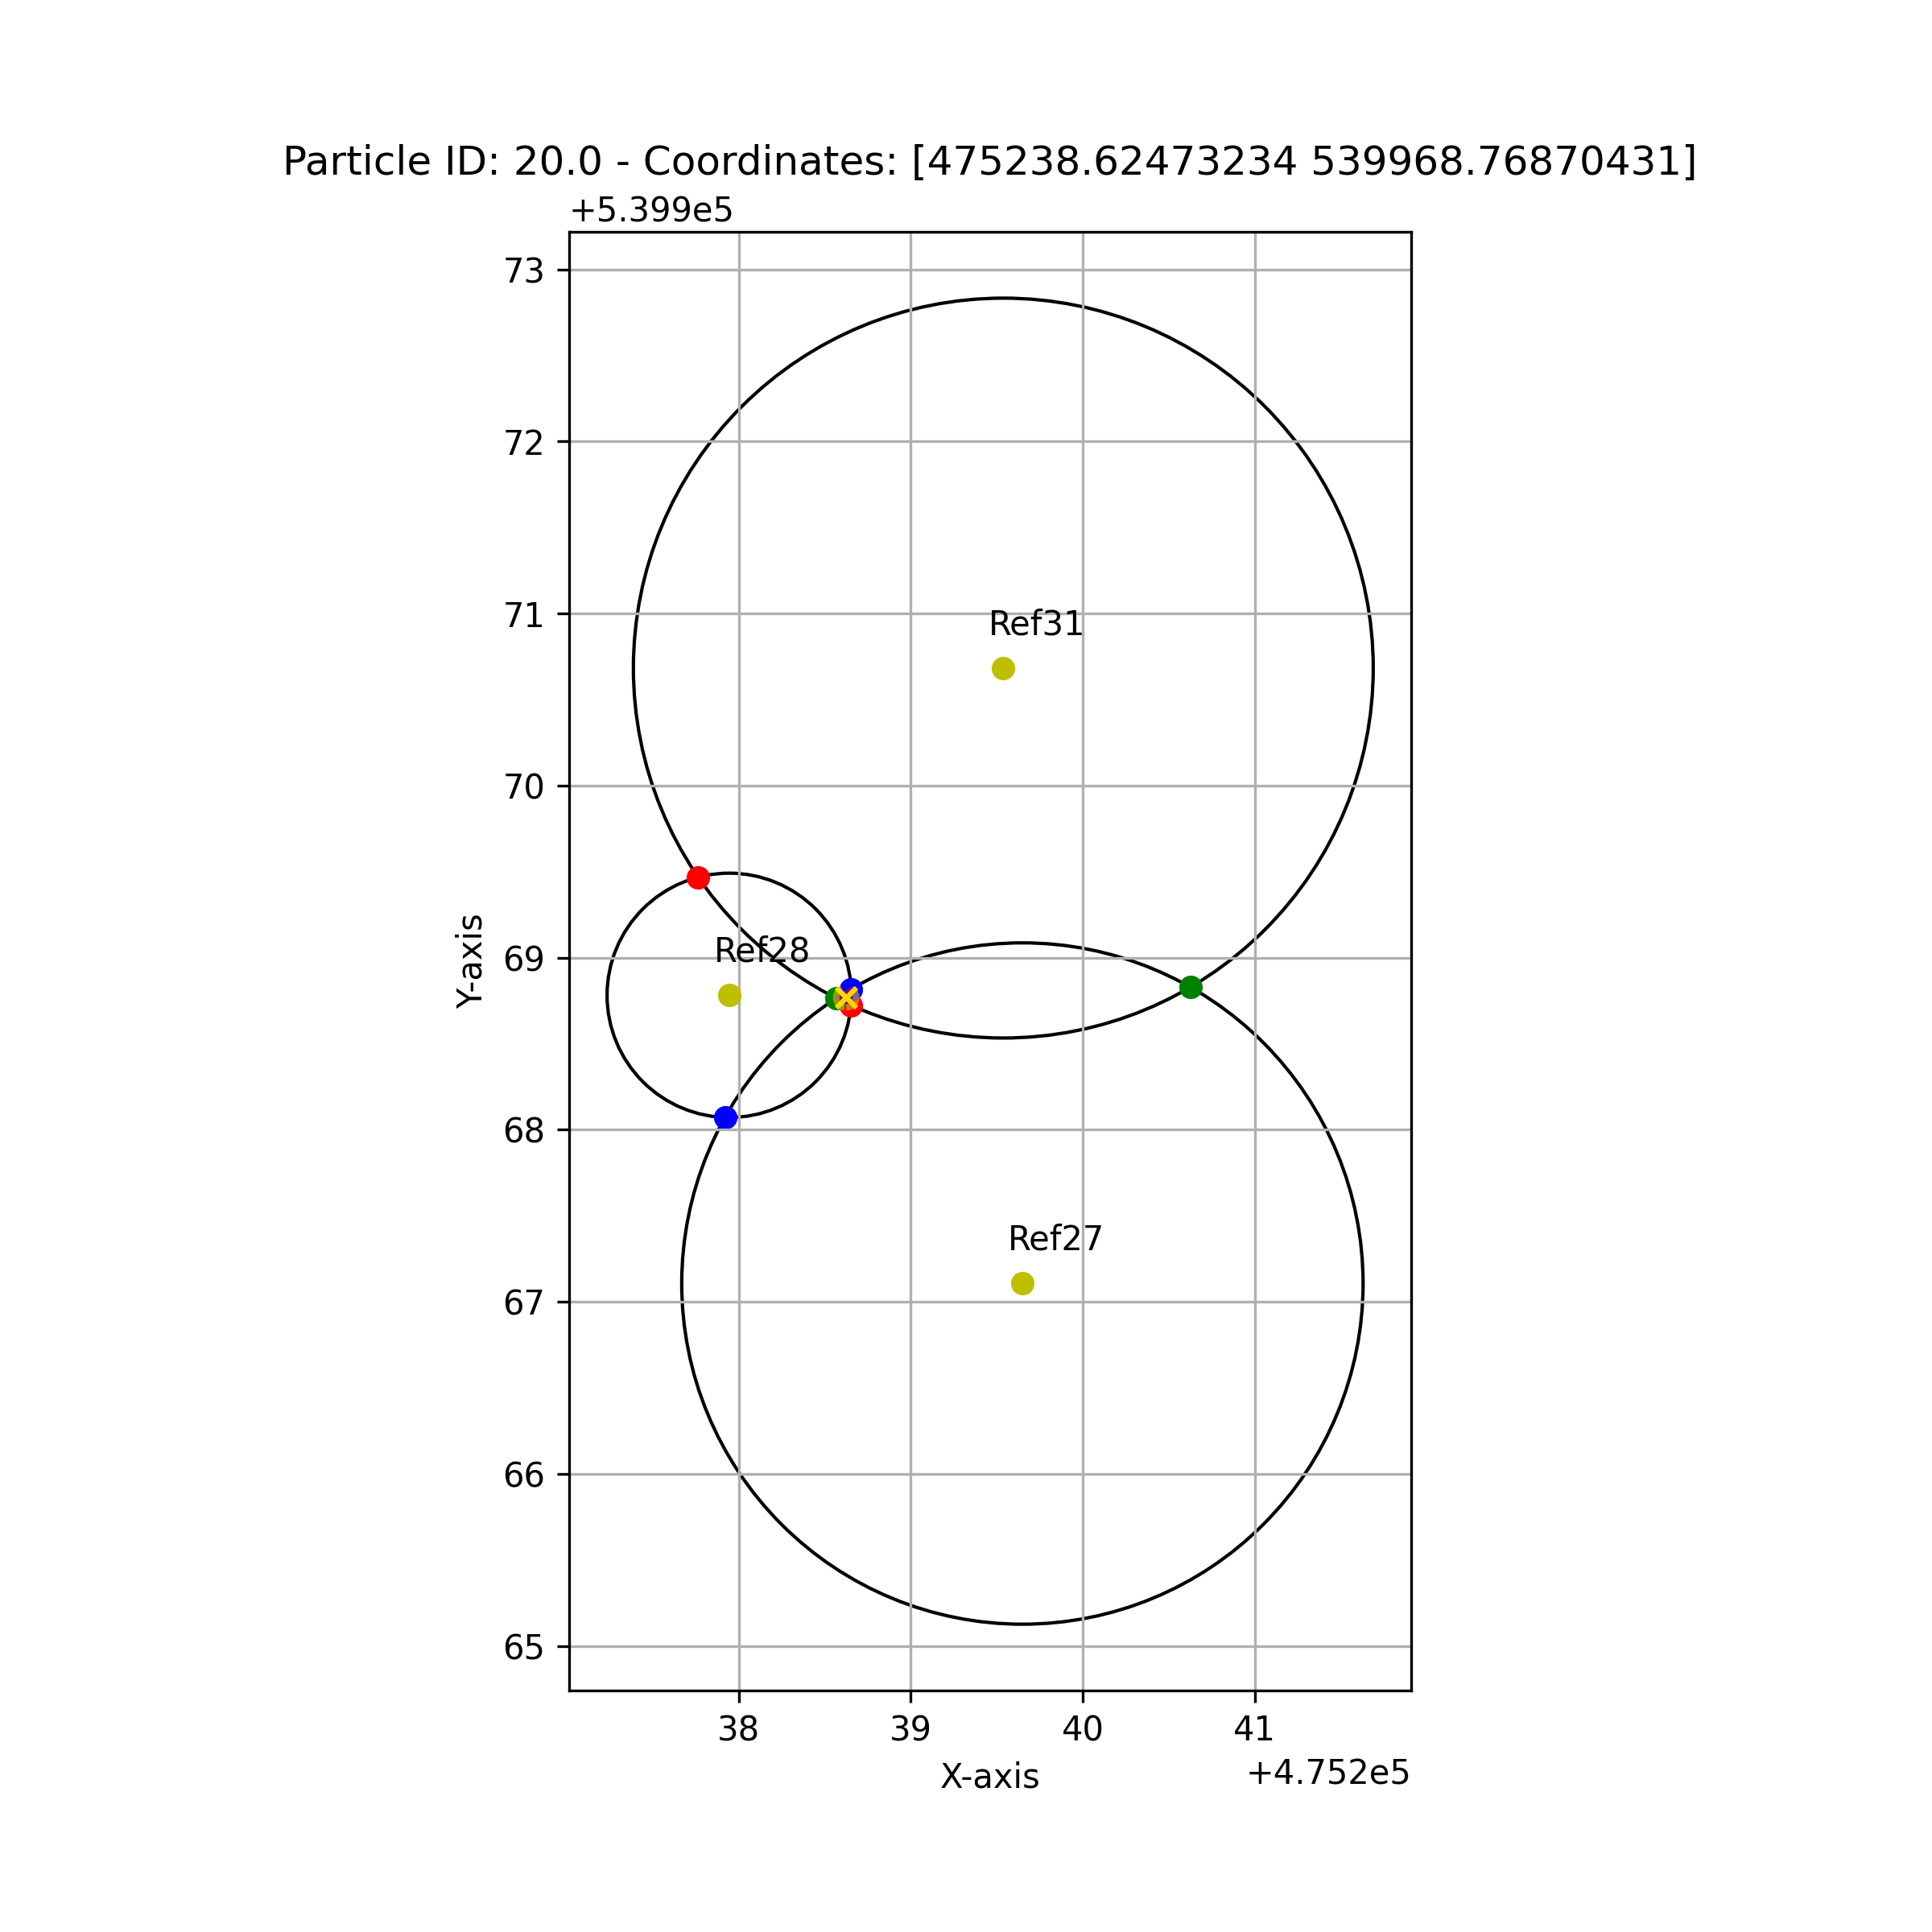 Particle ID: 20.0 - Coordinates: [475238.62473234 539968.76870431]
+5.399e5
73
72
71
70
69
68
67
66
65
Y-axis
Ref31
Ref28
Ref27
38 39 40 41
X-axis
+4.752e5